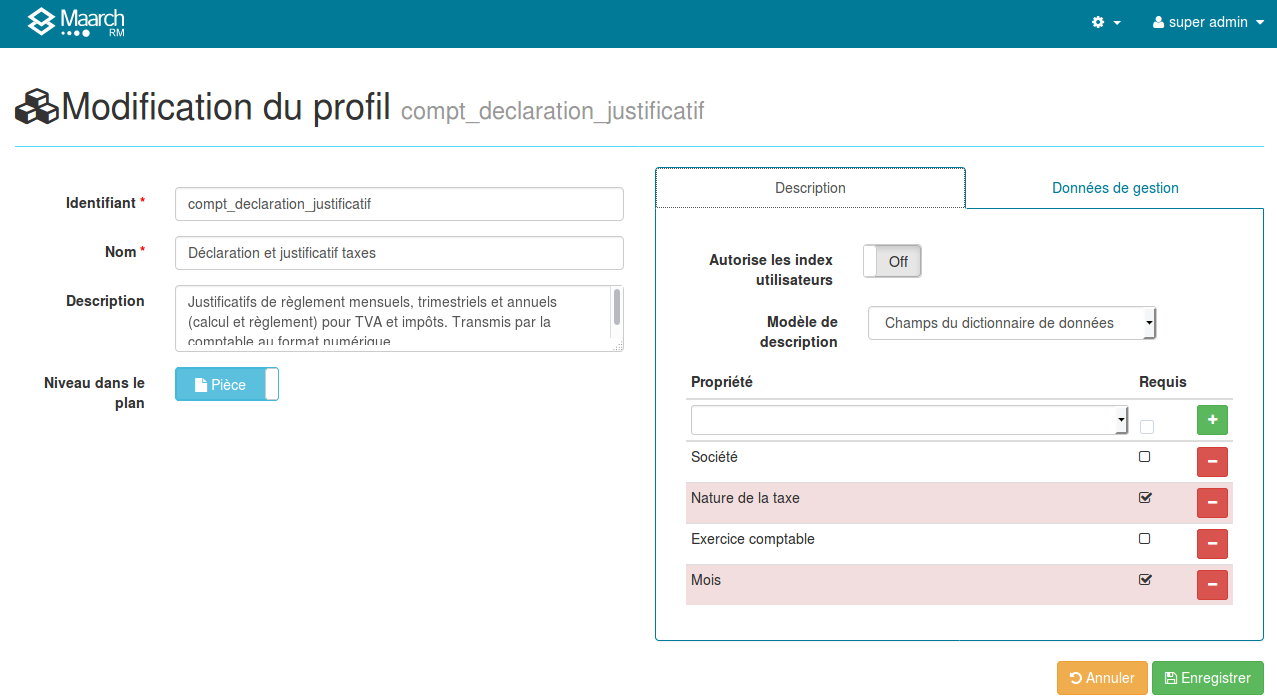 Maarch
RM
super admin
Modification du profil compt_declaration_justificatif
Identifiant *
compt_declaration_justificatif
Nom *
Déclaration et justificatif taxes
Description
Justificatifs de règlement mensuels, trimestriels et annuels
(calcul et règlement) pour TVA et impôts. Transmis par la
comptable au format numérique
Niveau dans le
plan
Pièce
Description
Données de gestion
Autorise les index
utilisateurs
Off
Modèle de
description
Champs du dictionnaire de données
Propriété
Requis
Société
Nature de la taxe
Exercice comptable
Mois
Annuler
Enregistrer